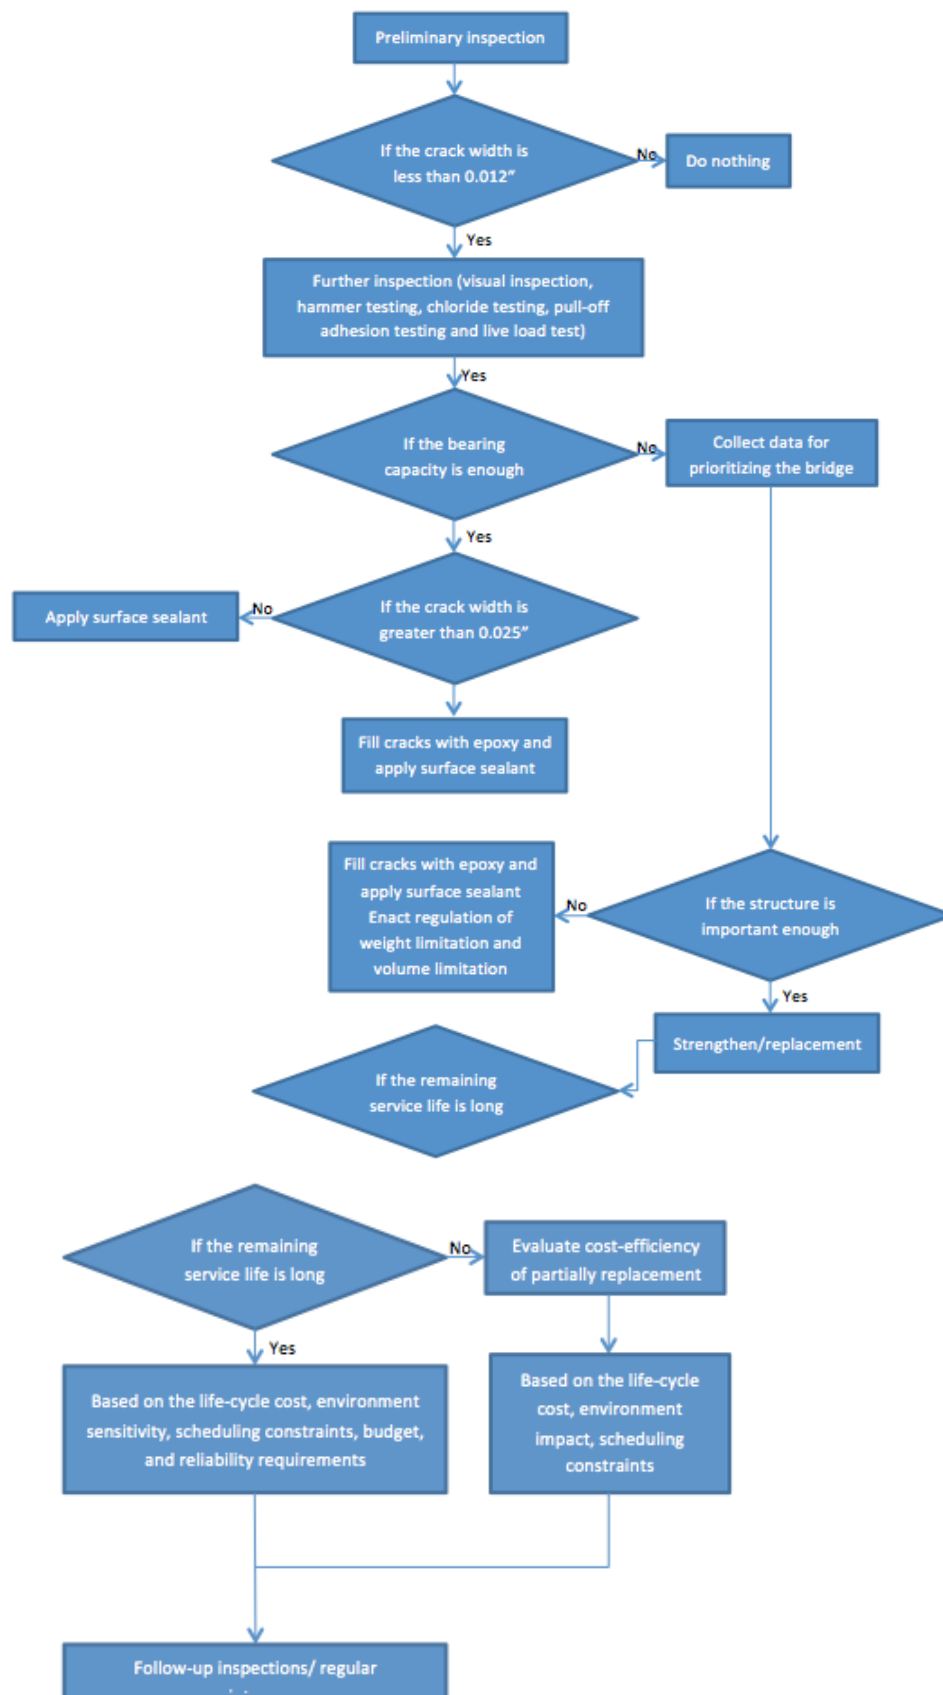 Preliminary inspection
If the crack width is
less than 0.012”
No
Do nothing
Yes
Further inspection (visual inspection,
hammer testing, chloride testing, pull-off
adhesion testing and live load test)
Yes
If the bearing
capacity is enough
No
Collect data for
prioritizing the bridge
Yes
If the crack width is
greater than 0.025”
No
Apply surface sealant
Fill cracks with epoxy and
apply surface sealant
If the structure is
important enough
No
Fill cracks with epoxy and
apply surface sealant
Enact regulation of
weight limitation and
volume limitation
Yes
Strengthen/replacement
If the remaining
service life is long
If the remaining
service life is long
No
Evaluate cost-efficiency
of partially replacement
Yes
Based on the life-cycle cost, environment
sensitivity, scheduling constraints, budget,
and reliability requirements
Based on the life-cycle
cost, environment
impact, scheduling
constraints
Follow-up inspections/ regular